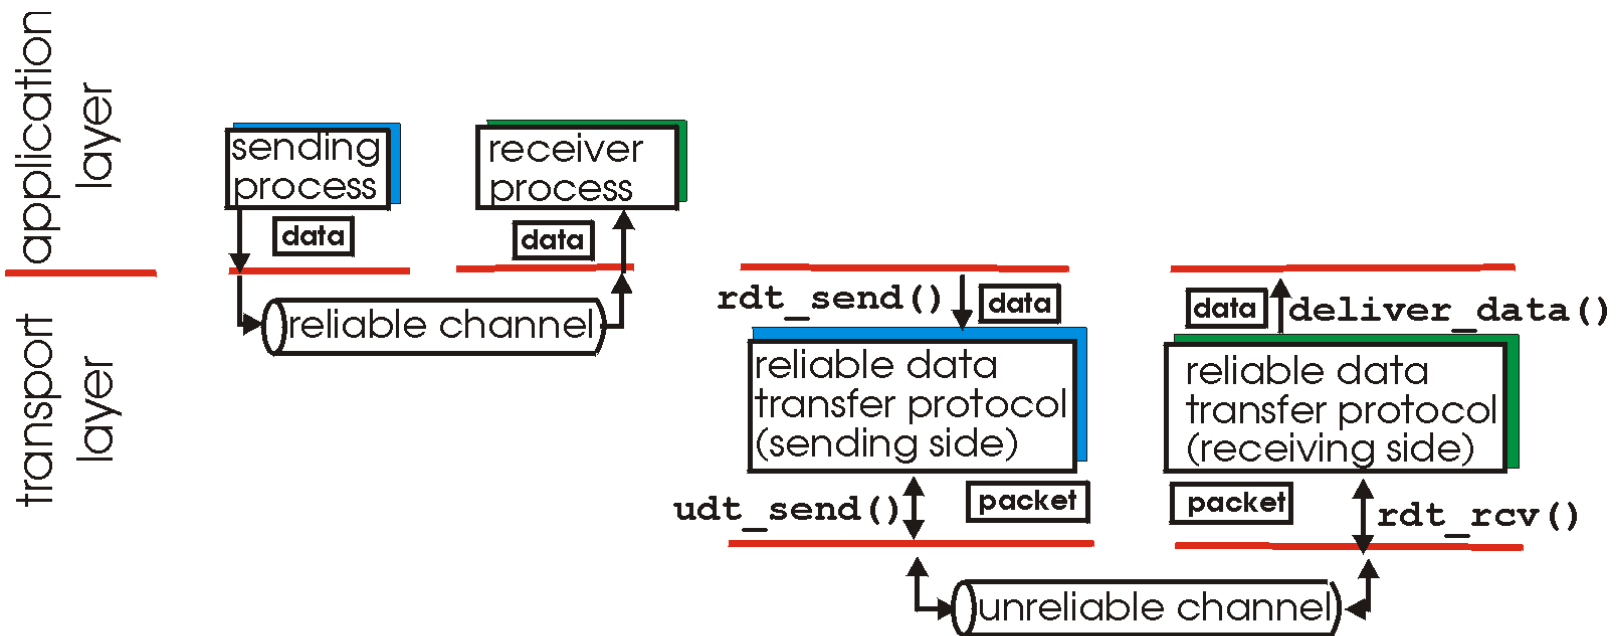 application
layer
transport
layer
sending
process
data
receiver
process
data
reliable channel
rdt_send()
data
reliable data
transfer protocol
(sending side)
udt_send()
packet
data
deliver_data()
reliable data
transfer protocol
(receiving side)
packet
rdt_rcv()
unreliable channel